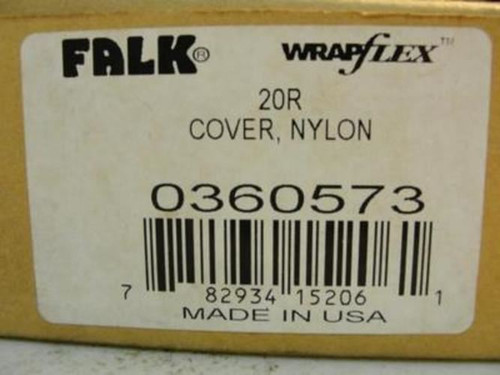 FALK® WRAPfLEX™
20R
COVER, NYLON
0360573
7 82934 15206 1
MADE IN USA